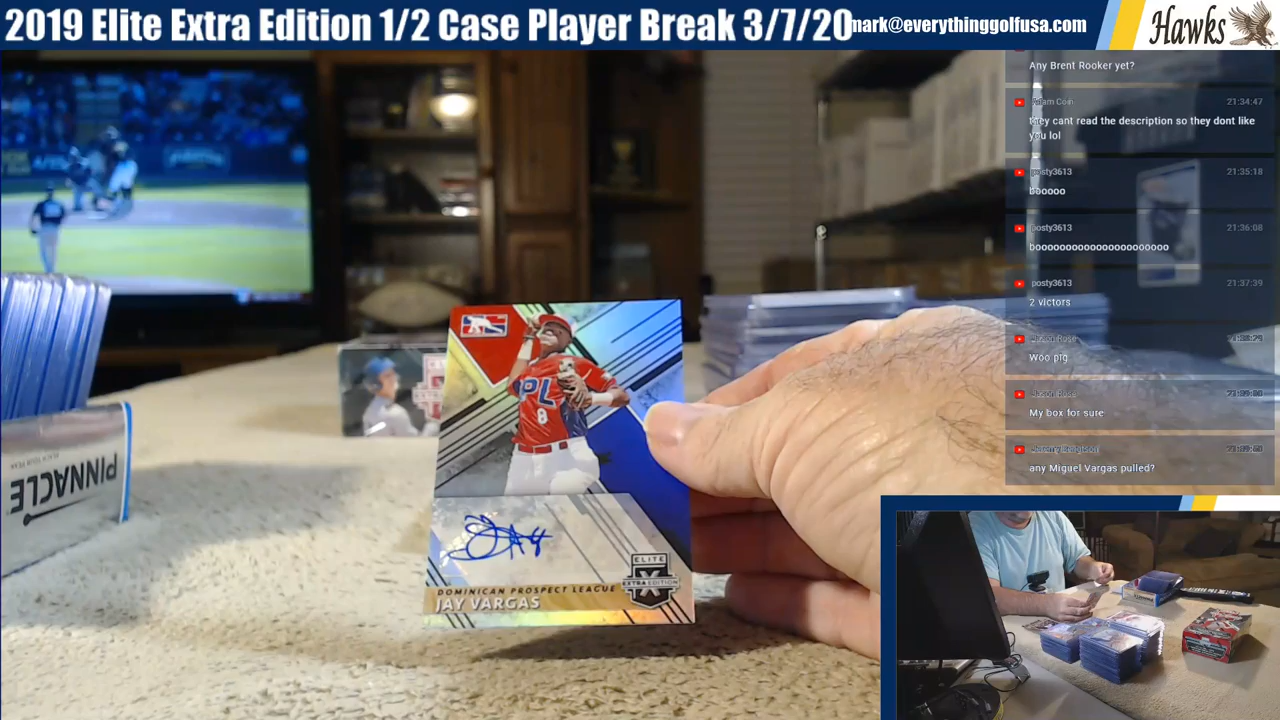 2019 Elite Extra Edition 1/2 Case Player Break 3/7/20
mark@everythinggolfusa.com
Hawks
Any Brent Rooker yet?
Adam Coin
21:34:47
they cant read the description so they dont like
you lol
posty3613
21:35:18
booooo
posty3613
21:36:08
boooooooooooooooooooooo
posty3613
21:37:39
2 victors
Woo pig
My box for sure
any Miguel Vargas pulled?
PINNACLE
DPL
8
ELITE
X
EXTRA EDITION
DOMINICAN PROSPECT LEAGUE
JAY VARGAS